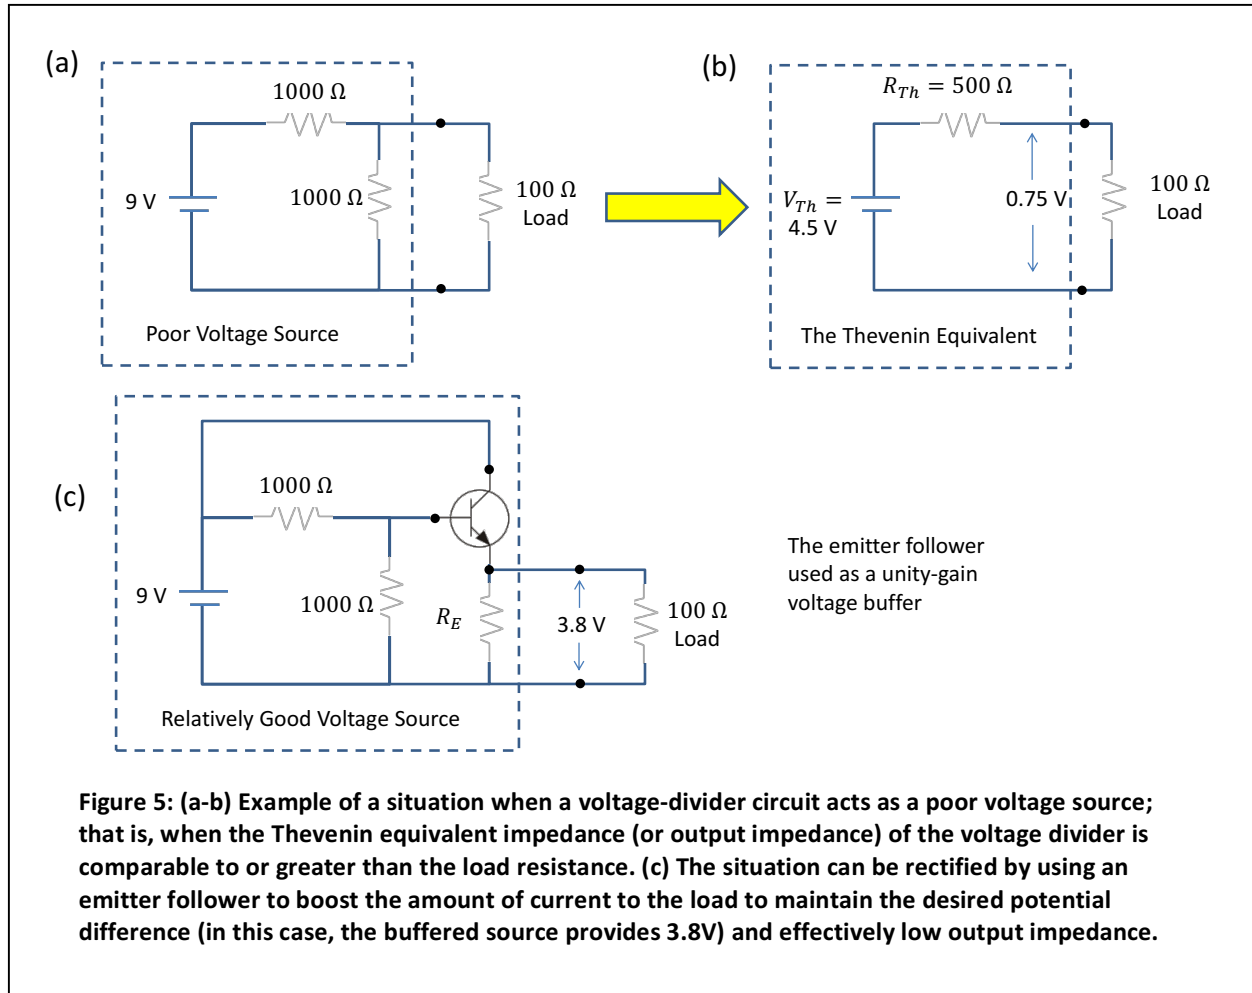 (a)
1000 Ω
9 V
1000 Ω
100 Ω
Load
Poor Voltage Source
(b)
R_{Th} = 500 Ω
V_{Th} =
4.5 V
0.75 V
100 Ω
Load
The Thevenin Equivalent
(c)
1000 Ω
9 V
1000 Ω
R_E
3.8 V
100 Ω
Load
Relatively Good Voltage Source
The emitter follower
used as a unity-gain
voltage buffer
Figure 5: (a-b) Example of a situation when a voltage-divider circuit acts as a poor voltage source;
that is, when the Thevenin equivalent impedance (or output impedance) of the voltage divider is
comparable to or greater than the load resistance. (c) The situation can be rectified by using an
emitter follower to boost the amount of current to the load to maintain the desired potential
difference (in this case, the buffered source provides 3.8V) and effectively low output impedance.